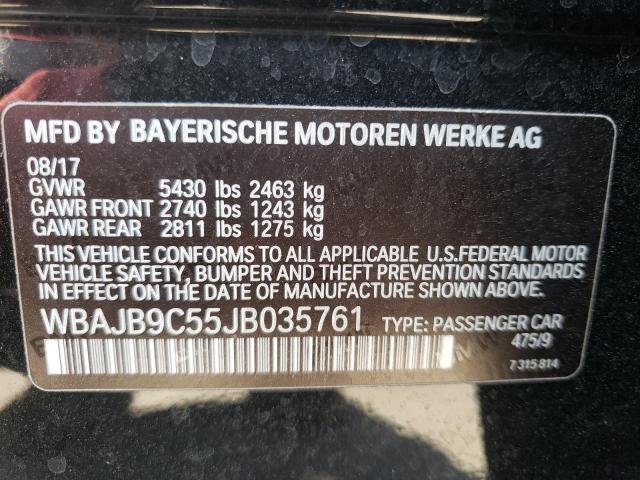 MFD BY BAYERISCHE MOTOREN WERKE AG
08/17
GVWR 5430 lbs 2463 kg
GAWR FRONT 2740 lbs 1243 kg
GAWR REAR 2811 lbs 1275 kg
THIS VEHICLE CONFORMS TO ALL APPLICABLE U.S.FEDERAL MOTOR
VEHICLE SAFETY, BUMPER AND THEFT PREVENTION STANDARDS
IN EFFECT ON THE DATE OF MANUFACTURE SHOWN ABOVE.
WBAJB9C55JB035761 TYPE: PASSENGER CAR
475/9
7 315 814